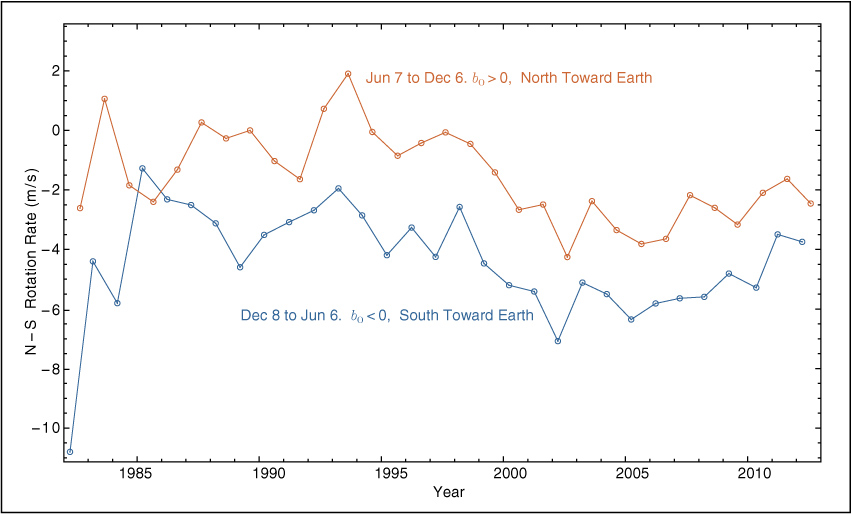 Jun 7 to Dec 6. b₀ > 0, North Toward Earth
Dec 8 to Jun 6. b₀ < 0, South Toward Earth
N−S Rotation Rate (m/s)
2
0
−2
−4
−6
−8
−10
1985 1990 1995 2000 2005 2010
Year